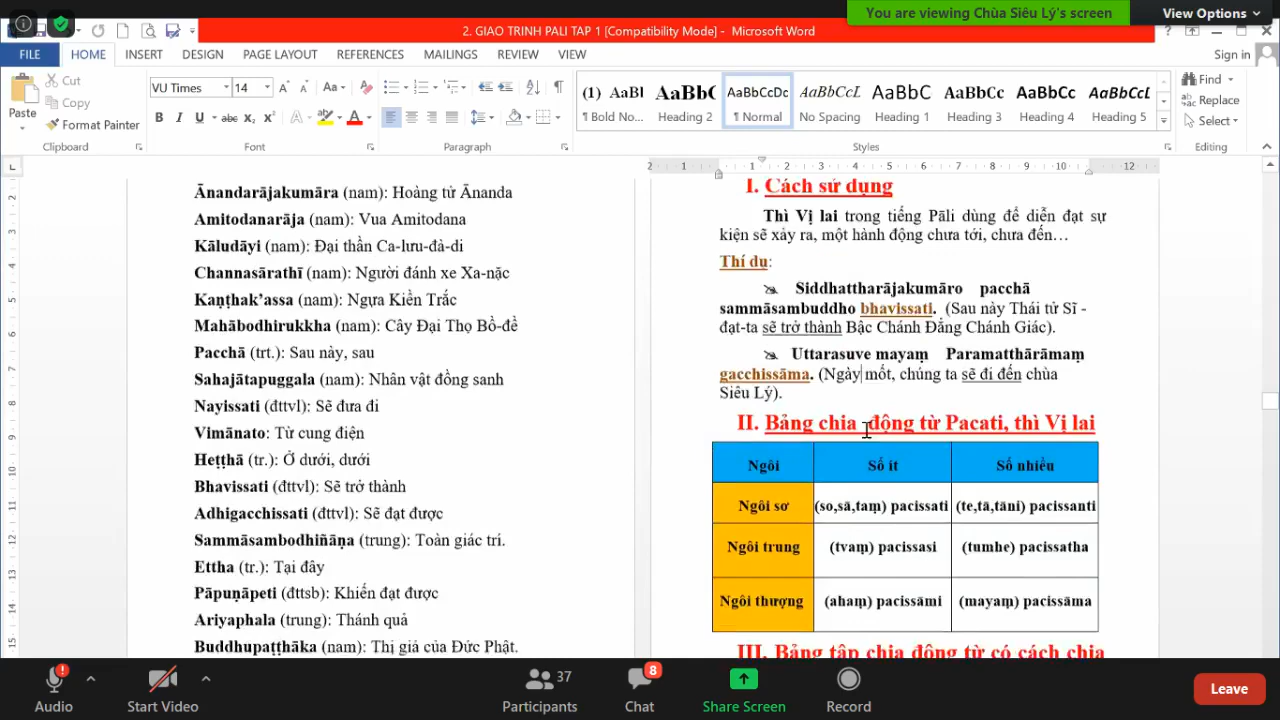 You are viewing Chùa Siêu Lý's screen
View Options
2. GIAO TRINH PALI TAP 1 [Compatibility Mode] - Microsoft Word
FILE HOME INSERT DESIGN PAGE LAYOUT REFERENCES MAILINGS REVIEW VIEW Sign in
Paste Cut Copy Format Painter
VU Times 14
B I U abc x₂ x² A A
AaBl AaBbC AaBbCcDc AaBbCcL AaBbC AaBbCc AaBbCc AaBbCcL
Bold No... Heading 2 ¶ Normal No Spacing Heading 1 Heading 3 Heading 4 Heading 5
Find Replace Select
Clipboard Font Paragraph Styles Editing
Ānandarājakumāra (nam): Hoàng tử Ānanda
Amitodanarāja (nam): Vua Amitodana
Kāludāyi (nam): Đại thần Ca-lưu-đà-di
Channasārathī (nam): Người đánh xe Xa-nặc
Kaṇṭhak’assa (nam): Ngựa Kiền Trắc
Mahābodhirukkha (nam): Cây Đại Thọ Bồ-đề
Pacchā (trt.): Sau này, sau
Sahajātapuggala (nam): Nhân vật đồng sanh
Nayissati (đttvl): Sẽ đưa đi
Vimānato: Từ cung điện
Heṭṭhā (tr.): Ở dưới, dưới
Bhavissati (đttvl): Sẽ trở thành
Adhigacchissati (đttvl): Sẽ đạt được
Sammāsambodhiñāṇa (trung): Toàn giác trí.
Ettha (tr.): Tại đây
Pāpuṇāpeti (đttsb): Khiến đạt được
Ariyaphala (trung): Thánh quả
Buddhupaṭṭhāka (nam): Thị giả của Đức Phật.
I. Cách sử dụng
Thì Vị lai trong tiếng Pāli dùng để diễn đạt sự
kiện sẽ xảy ra, một hành động chưa tới, chưa đến…
Thí dụ:
Siddhattharājakumāro pacchā
sammāsambuddho bhavissati. (Sau này Thái tử Sĩ -
đạt-ta sẽ trở thành Bậc Chánh Đẳng Chánh Giác).
Uttarasuve mayaṃ Paramatthārāmaṃ
gacchissāma. (Ngày mốt, chúng ta sẽ đi đến chùa
Siêu Lý).
II. Bảng chia động từ Pacati, thì Vị lai
Ngôi Số ít Số nhiều
Ngôi sơ (so,sā,taṃ) pacissati (te,tā,tāni) pacissanti
Ngôi trung (tvaṃ) pacissasi (tumhe) pacissatha
Ngôi thượng (ahaṃ) pacissāmi (mayaṃ) pacissāma
III. Bảng tập chia động từ có cách chia
Audio Start Video Participants 37 Chat 8 Share Screen Record Leave